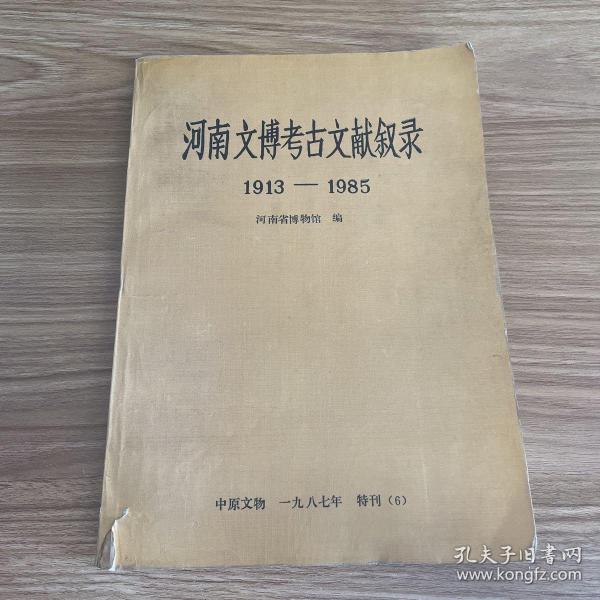 河南文博考古文献叙录
1913 — 1985
河南省博物馆 编
中原文物 一九八七年 特刊(6)
孔夫子旧书网
www.kongfz.com